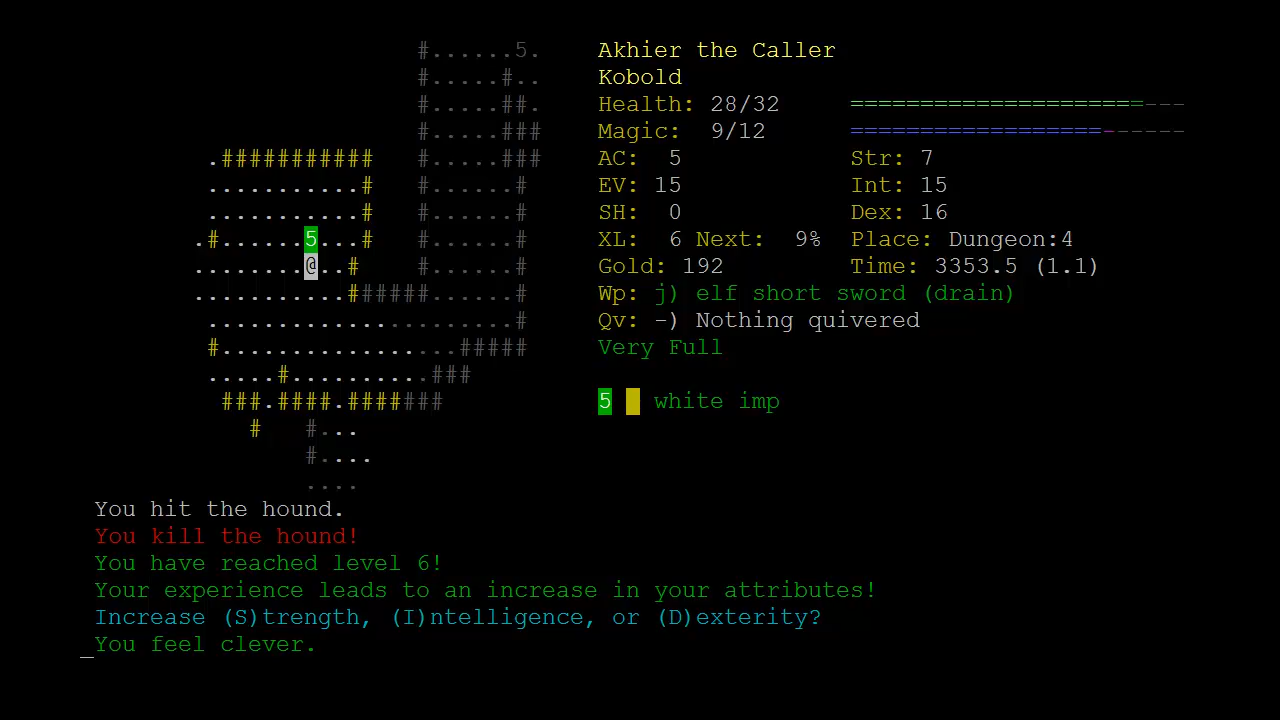 #......5. Akhier the Caller
#.....#.. Kobold
#.....##. Health: 28/32 ========================---
#.....### Magic:  9/12 ==================------
.########### #.....### AC:  5 Str: 7
...........# #......# EV: 15 Int: 15
...........# #......# SH:  0 Dex: 16
.#......5...# #......# XL:  6 Next:  9% Place: Dungeon:4
........@..# #......# Gold: 192 Time: 3353.5 (1.1)
...........######......# Wp: j) elf short sword (drain)
......................# Qv: -) Nothing quivered
#.................##### Very Full
.....#..........###
###.####.####### 5 white imp
# #...
#....
....
You hit the hound.
You kill the hound!
You have reached level 6!
Your experience leads to an increase in your attributes!
Increase (S)trength, (I)ntelligence, or (D)exterity?
_You feel clever.